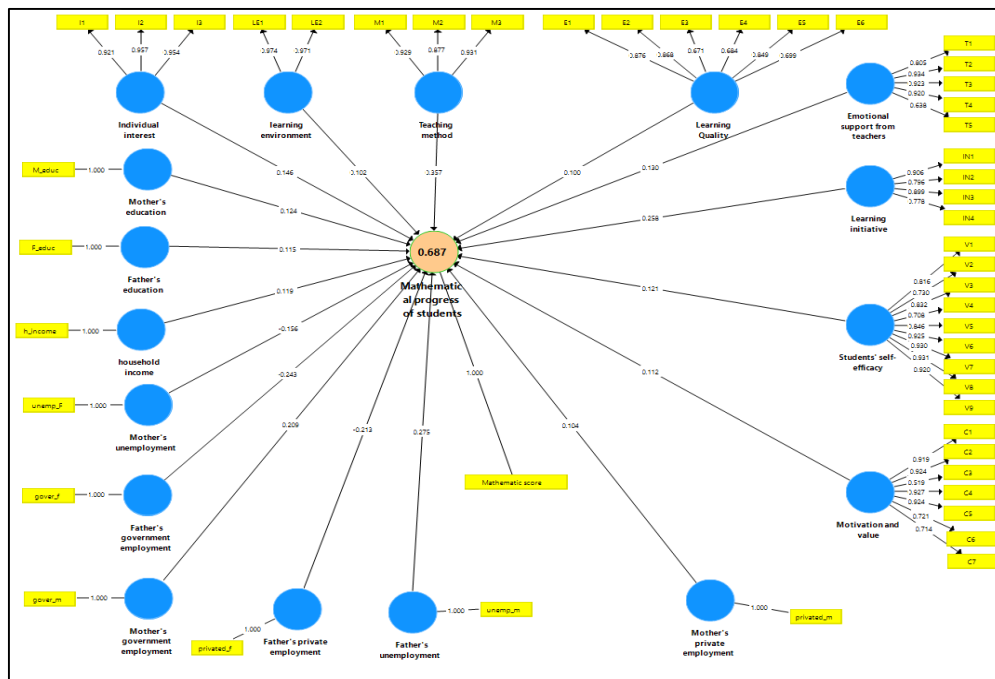 I1 I2 I3 LE1 LE2 M1 M2 M3 E1 E2 E3 E4 E5 E6
0.921 0.957 0.954 0.974 0.971 0.929 0.877 0.931 0.876 0.868 0.671 0.684 0.849 0.699
T1
T2
T3
T4
T5
0.805
0.934
0.923
0.920
0.638
Individual
interest
learning
environment
Teaching
method
Learning
Quality
Emotional
support from
teachers
0.146
0.102
0.357
0.100
0.130
M_educ
1.000
Mother's
education
0.124
IN1
IN2
IN3
IN4
0.906
0.796
0.899
0.778
Learning
initiative
0.258
F_educ
1.000
Father's
education
0.115
0.687
Mathematic
al progress
of students
V1
V2
V3
V4
V5
V6
V7
V8
V9
0.816
0.730
0.832
0.708
0.846
0.925
0.930
0.931
0.920
Students' self-
efficacy
0.121
h_income
1.000
household
income
0.119
unemp_F
1.000
Mother's
unemployment
-0.156
C1
C2
C3
C4
C5
C6
C7
0.919
0.924
0.519
0.927
0.924
0.721
0.714
Motivation and
value
0.112
gover_f
1.000
Father's
government
employment
-0.243
0.209
-0.213
0.275
1.000
0.104
Mathematic score
gover_m
1.000
Mother's
government
employment
privated_f
1.000
Father's private
employment
unemp_m
1.000
Father's
unemployment
privated_m
1.000
Mother's
private
employment